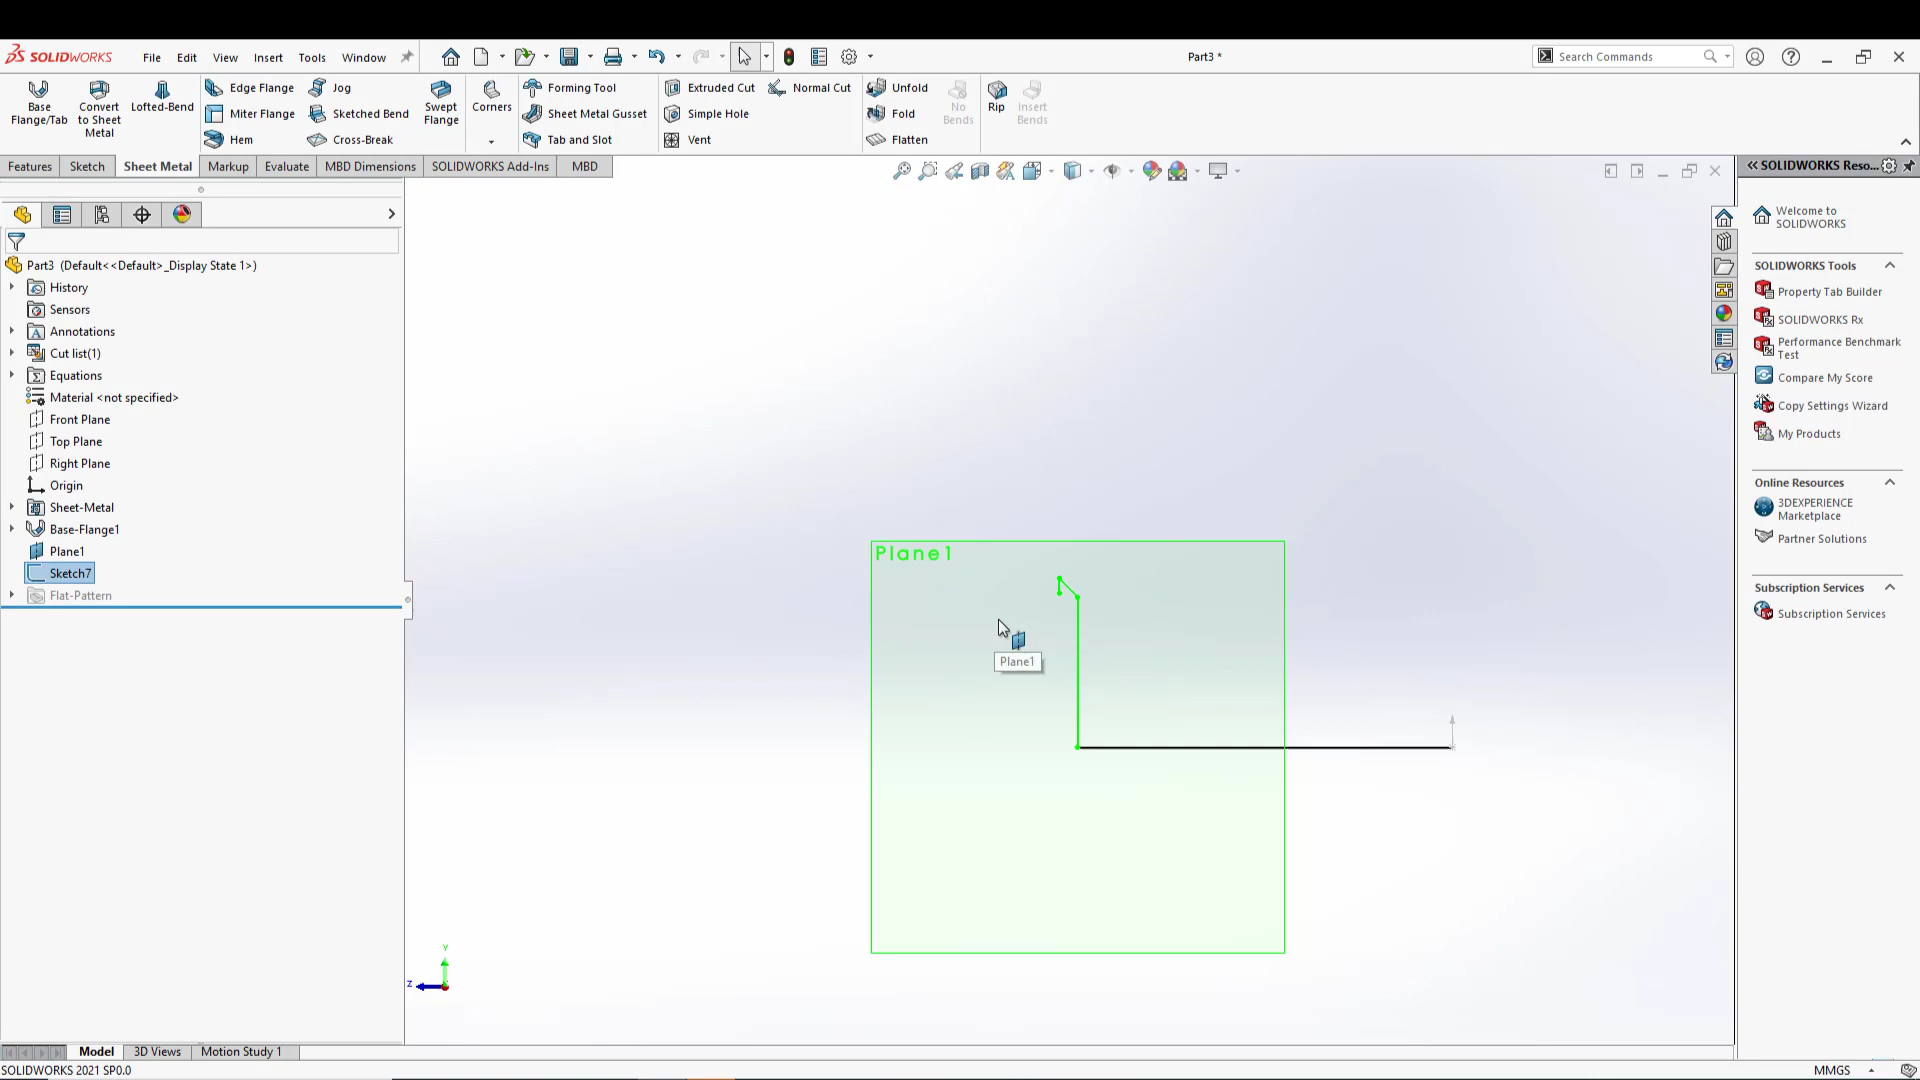 SOLIDWORKS File Edit View Insert Tools Window Part3 * Search Commands
Base Flange/Tab
Convert to Sheet Metal
Lofted-Bend
Edge Flange
Miter Flange
Hem
Jog
Sketched Bend
Cross-Break
Swept Flange
Corners
Forming Tool
Sheet Metal Gusset
Tab and Slot
Extruded Cut
Simple Hole
Vent
Normal Cut
Unfold
Fold
Flatten
No Bends
Rip
Insert Bends
Features Sketch Sheet Metal Markup Evaluate MBD Dimensions SOLIDWORKS Add-Ins MBD
Part3 (Default<<Default>_Display State 1>)
History
Sensors
Annotations
Cut list(1)
Equations
Material <not specified>
Front Plane
Top Plane
Right Plane
Origin
Sheet-Metal
Base-Flange1
Plane1
Sketch7
Flat-Pattern
Plane1
Plane1
Y
Z
SOLIDWORKS Reso...
Welcome to
SOLIDWORKS
SOLIDWORKS Tools
Property Tab Builder
SOLIDWORKS Rx
Performance Benchmark
Test
Compare My Score
Copy Settings Wizard
My Products
Online Resources
3DEXPERIENCE
Marketplace
Partner Solutions
Subscription Services
Subscription Services
Model 3D Views Motion Study 1
SOLIDWORKS 2021 SP0.0 MMGS